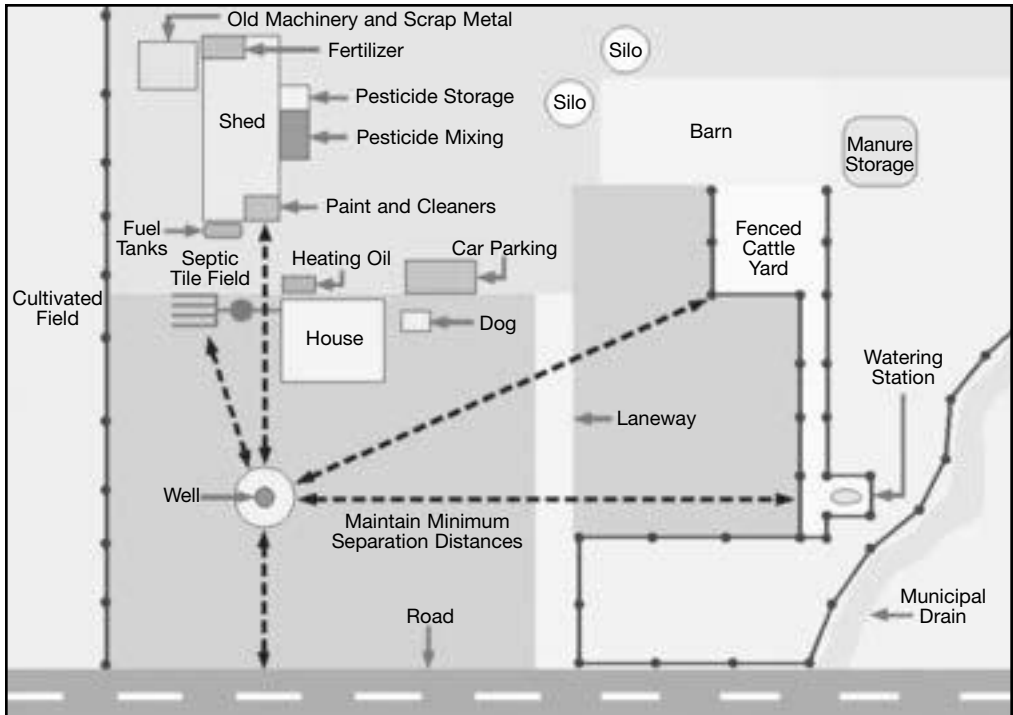 Old Machinery and Scrap Metal
Fertilizer
Silo
Pesticide Storage
Silo
Shed
Pesticide Mixing
Barn
Manure
Storage
Paint and Cleaners
Fuel
Tanks
Septic
Tile Field
Heating Oil
Car Parking
Fenced
Cattle
Yard
Cultivated
Field
House
Dog
Watering
Station
Laneway
Well
Maintain Minimum
Separation Distances
Municipal
Drain
Road